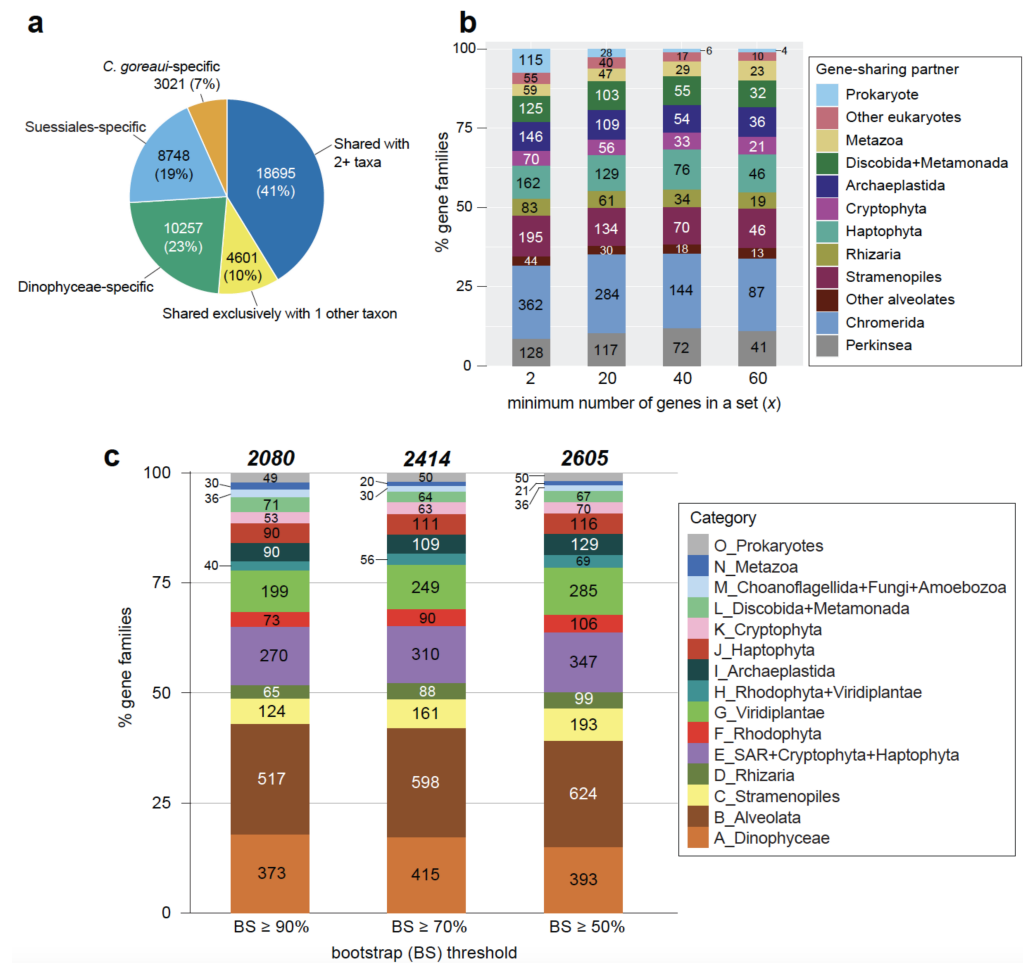 a
C. goreaui-specific
3021 (7%)
Suessiales-specific
8748
(19%)
Shared with
2+ taxa
18695
(41%)
10257
(23%)
4601
(10%)
Dinophyceae-specific
Shared exclusively with 1 other taxon
b
% gene families
100
75
50
25
0
115
55
59
125
146
70
162
83
195
44
362
128
28
40
47
103
109
56
129
61
134
30
284
117
6
17
29
55
54
33
76
34
70
18
144
72
4
10
23
32
36
21
46
19
46
13
87
41
2 20 40 60
minimum number of genes in a set (x)
Gene-sharing partner
Prokaryote
Other eukaryotes
Metazoa
Discobida+Metamonada
Archaeplastida
Cryptophyta
Haptophyta
Rhizaria
Stramenopiles
Other alveolates
Chromerida
Perkinsea
c
2080 2414 2605
% gene families
100
75
50
25
0
49
30
36
71
53
90
90
40
199
73
270
65
124
517
373
50
20
30
64
63
111
109
56
249
90
310
88
161
598
415
50
21
36
67
70
116
129
69
285
106
347
99
193
624
393
BS ≥ 90% BS ≥ 70% BS ≥ 50%
bootstrap (BS) threshold
Category
O_Prokaryotes
N_Metazoa
M_Choanoflagellida+Fungi+Amoebozoa
L_Discobida+Metamonada
K_Cryptophyta
J_Haptophyta
I_Archaeplastida
H_Rhodophyta+Viridiplantae
G_Viridiplantae
F_Rhodophyta
E_SAR+Cryptophyta+Haptophyta
D_Rhizaria
C_Stramenopiles
B_Alveolata
A_Dinophyceae